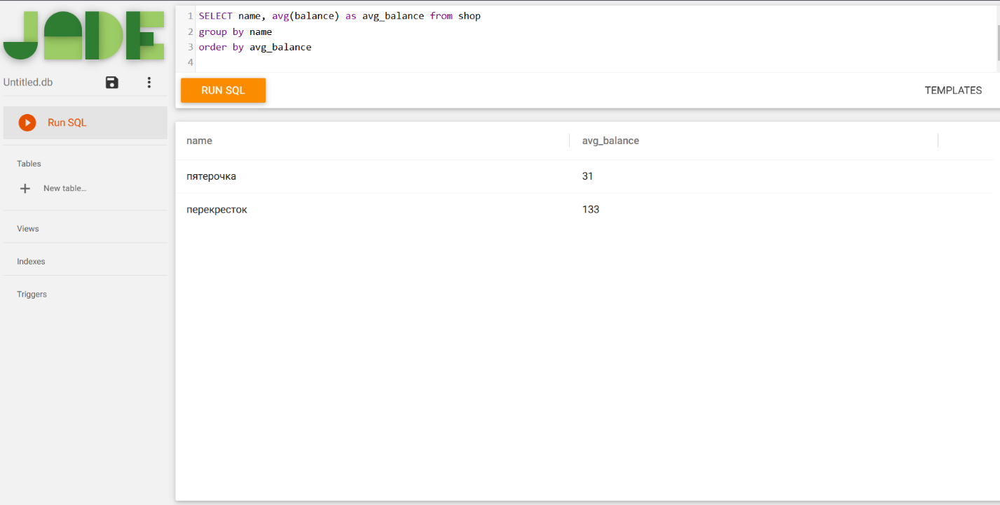 JADE
Untitled.db
Run SQL
Tables
New table...
Views
Indexes
Triggers
1 SELECT name, avg(balance) as avg_balance from shop
2 group by name
3 order by avg_balance
4
RUN SQL
TEMPLATES
name avg_balance
пятерочка 31
перекресток 133